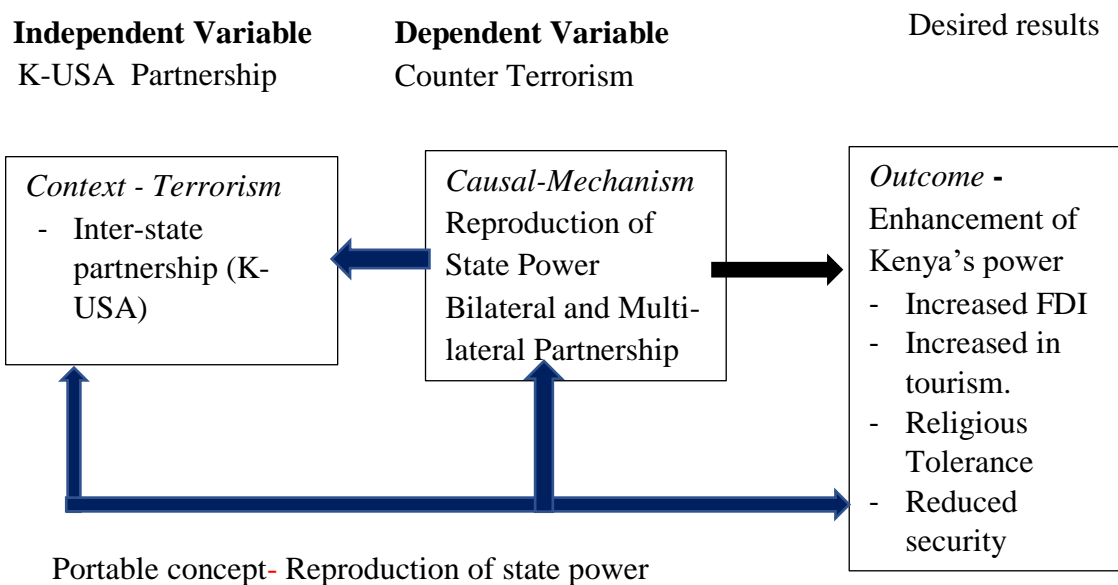 Independent Variable
K-USA Partnership
Dependent Variable
Counter Terrorism
Desired results
Context - Terrorism
- Inter-state
partnership (K-
USA)
Causal-Mechanism
Reproduction of
State Power
Bilateral and Multi-
lateral Partnership
Outcome -
Enhancement of
Kenya’s power
- Increased FDI
- Increased in
tourism.
- Religious
Tolerance
- Reduced
security
Portable concept- Reproduction of state power